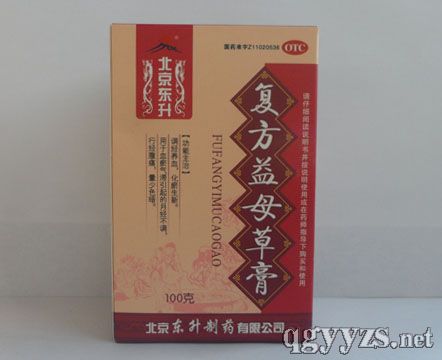 国药准字Z11020536
OTC
北京东升
复方益母草膏
FUFANGYIMUCAOGAO
请仔细阅读说明书并按说明使用或在药师指导下购买和使用
【功能主治】
调经养血，化瘀生新。
用于血瘀气滞引起的月经不调，
行经腹痛，量少色暗。
100克
北京东升制药有限公司
qgyyzs.net